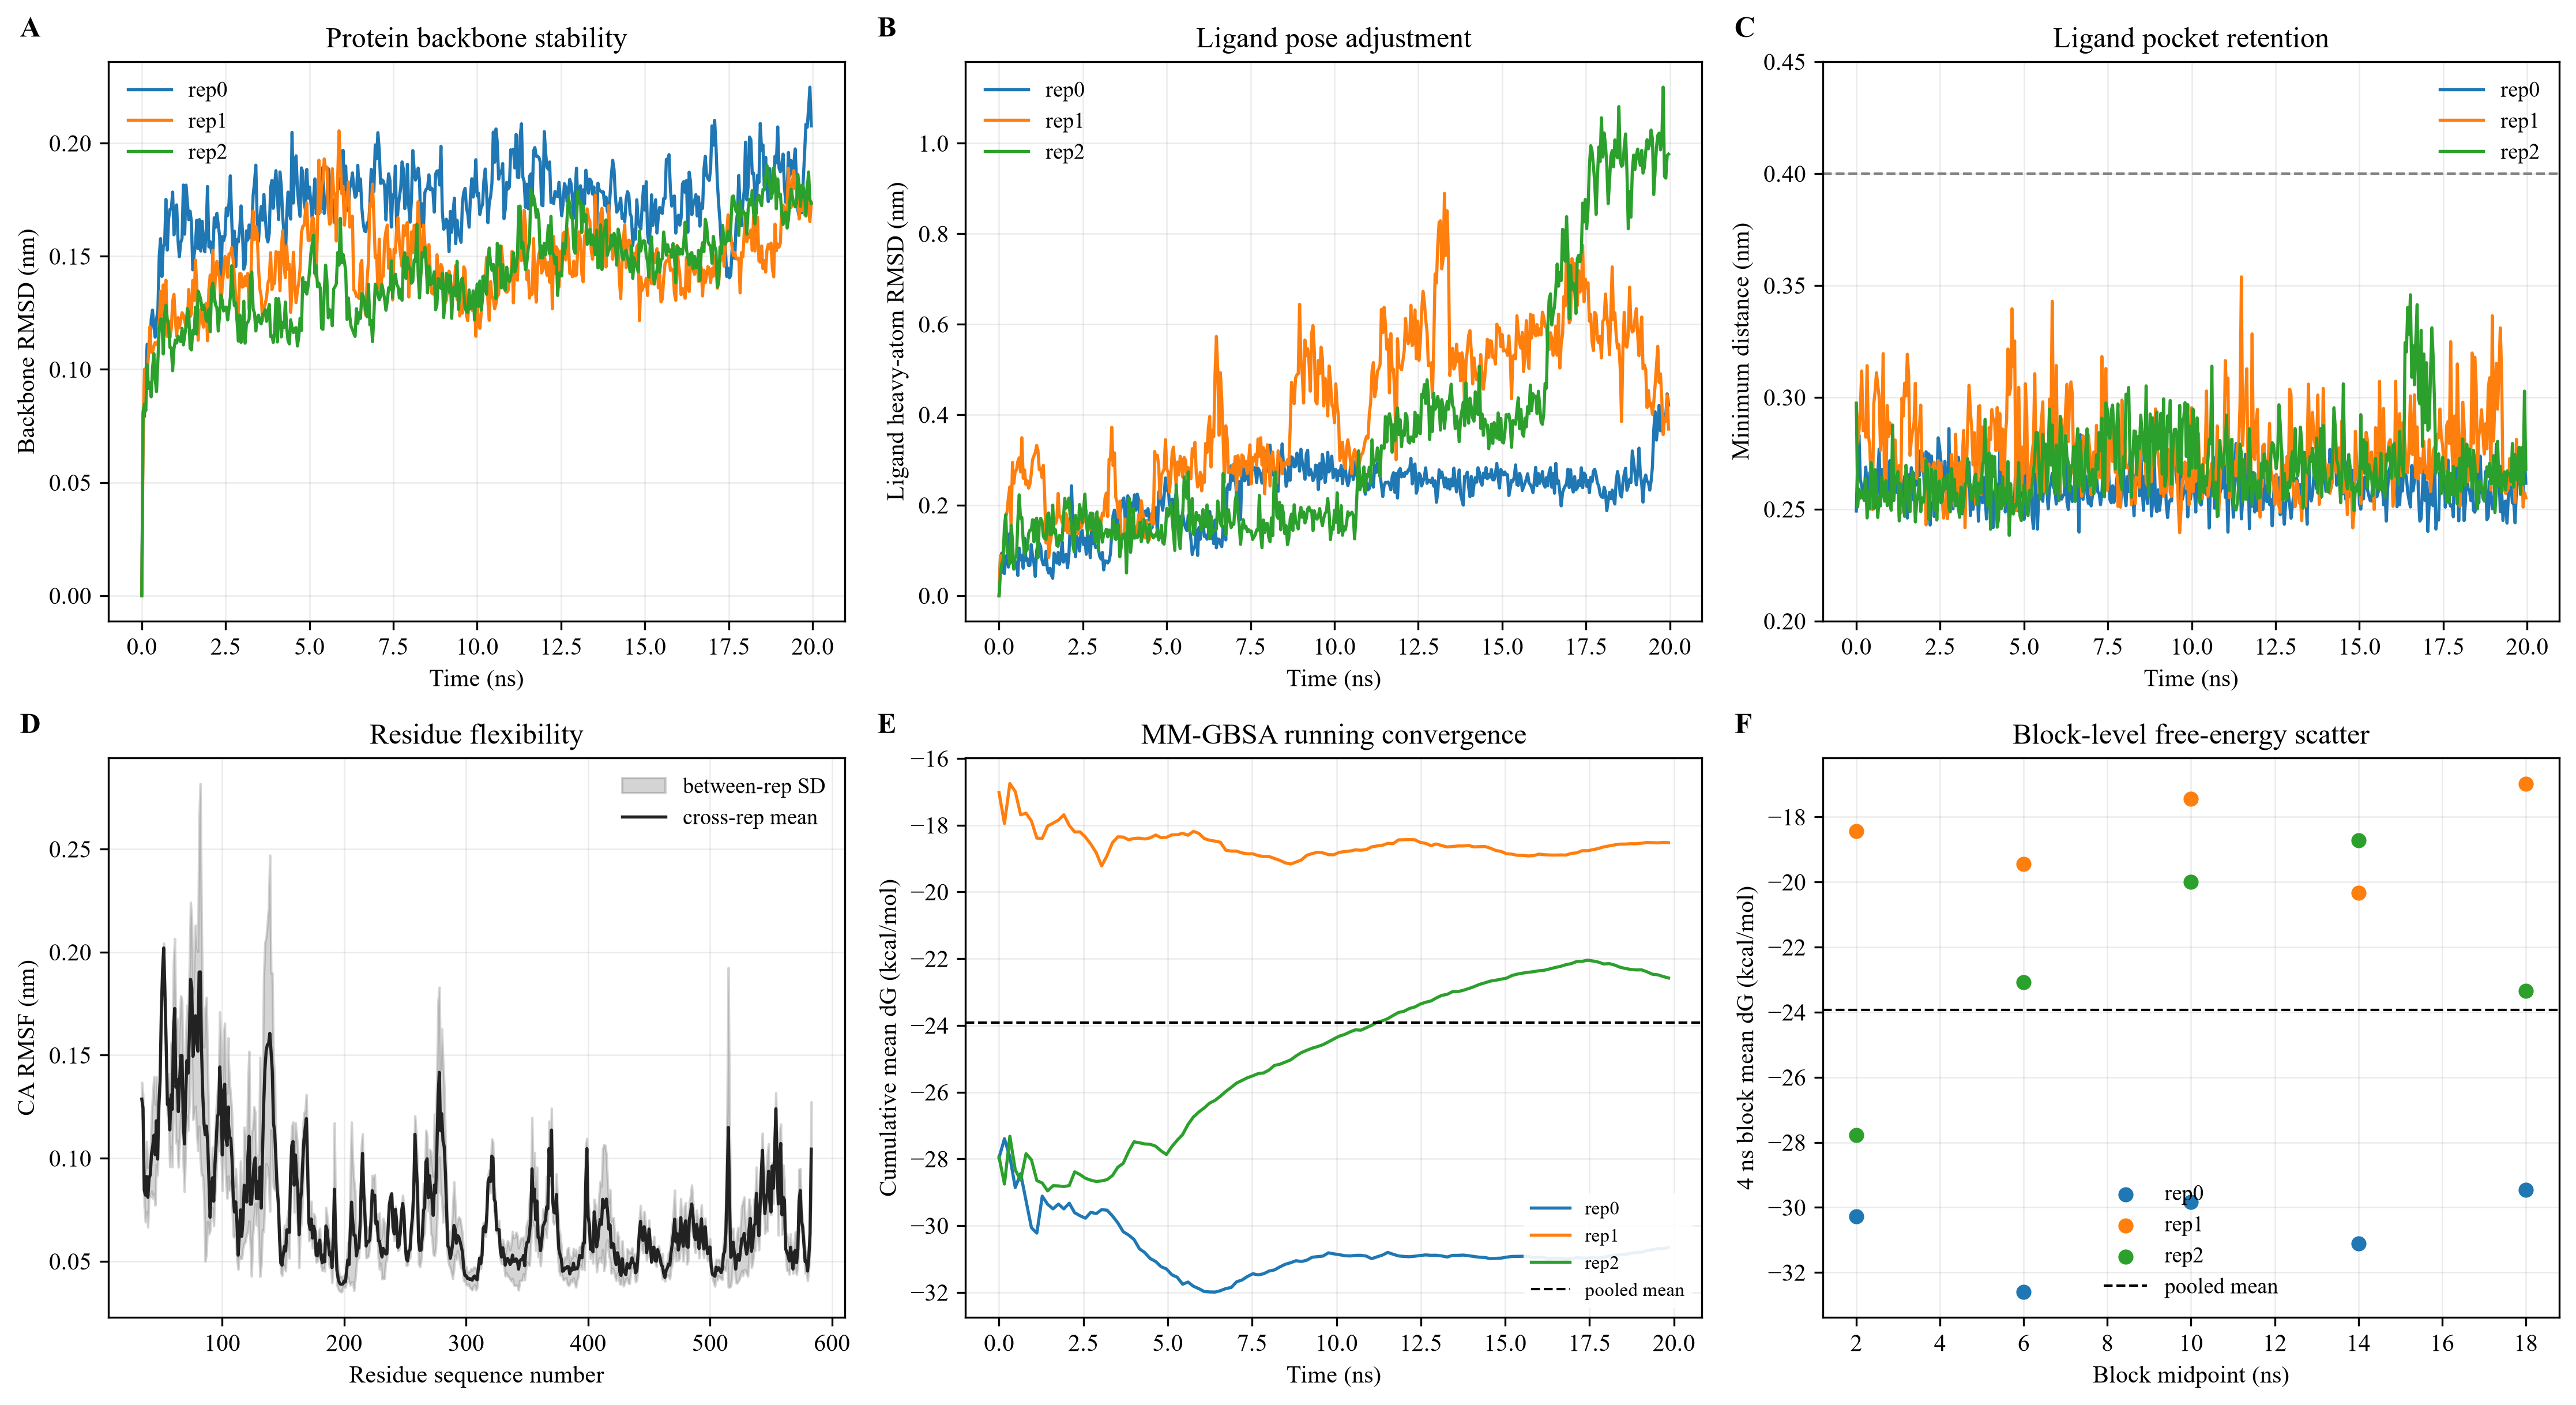 A
Protein backbone stability
rep0
rep1
rep2
0.20
0.15
0.10
0.05
0.00
Backbone RMSD (nm)
0.0 2.5 5.0 7.5 10.0 12.5 15.0 17.5 20.0
Time (ns)
B
Ligand pose adjustment
rep0
rep1
rep2
1.0
0.8
0.6
0.4
0.2
0.0
Ligand heavy-atom RMSD (nm)
0.0 2.5 5.0 7.5 10.0 12.5 15.0 17.5 20.0
Time (ns)
C
Ligand pocket retention
rep0
rep1
rep2
0.45
0.40
0.35
0.30
0.25
0.20
Minimum distance (nm)
0.0 2.5 5.0 7.5 10.0 12.5 15.0 17.5 20.0
Time (ns)
D
Residue flexibility
between-rep SD
cross-rep mean
0.25
0.20
0.15
0.10
0.05
CA RMSF (nm)
100 200 300 400 500 600
Residue sequence number
E
MM-GBSA running convergence
−16
−18
−20
−22
−24
−26
−28
−30
−32
Cumulative mean dG (kcal/mol)
rep0
rep1
rep2
pooled mean
0.0 2.5 5.0 7.5 10.0 12.5 15.0 17.5 20.0
Time (ns)
F
Block-level free-energy scatter
−18
−20
−22
−24
−26
−28
−30
−32
4 ns block mean dG (kcal/mol)
rep0
rep1
rep2
pooled mean
2 4 6 8 10 12 14 16 18
Block midpoint (ns)